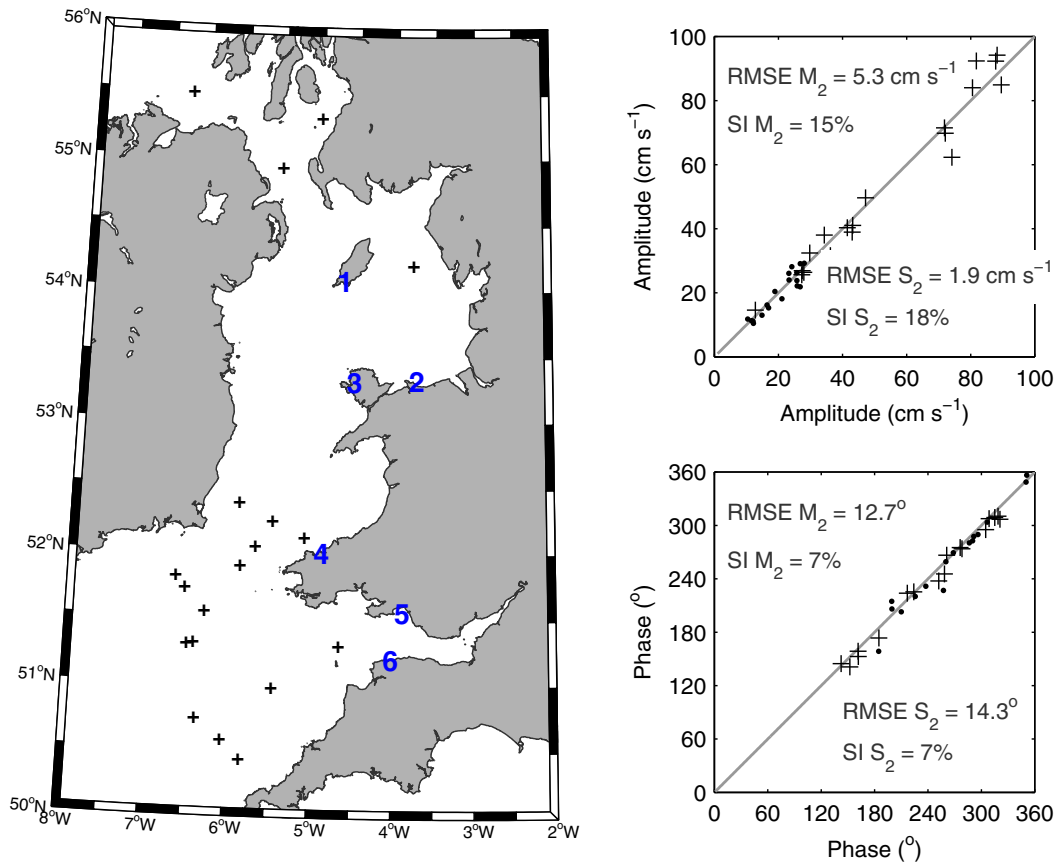 56°N
55°N
54°N
53°N
52°N
51°N
50°N
8°W
7°W
6°W
5°W
4°W
3°W
2°W
1
2
3
4
5
6
100
80
60
40
20
0
Amplitude (cm s⁻¹)
RMSE M₂ = 5.3 cm s⁻¹
SI M₂ = 15%
RMSE S₂ = 1.9 cm s⁻¹
SI S₂ = 18%
0 20 40 60 80 100
Amplitude (cm s⁻¹)
360
300
240
180
120
60
0
Phase (°)
RMSE M₂ = 12.7°
SI M₂ = 7%
RMSE S₂ = 14.3°
SI S₂ = 7%
0 60 120 180 240 300 360
Phase (°)